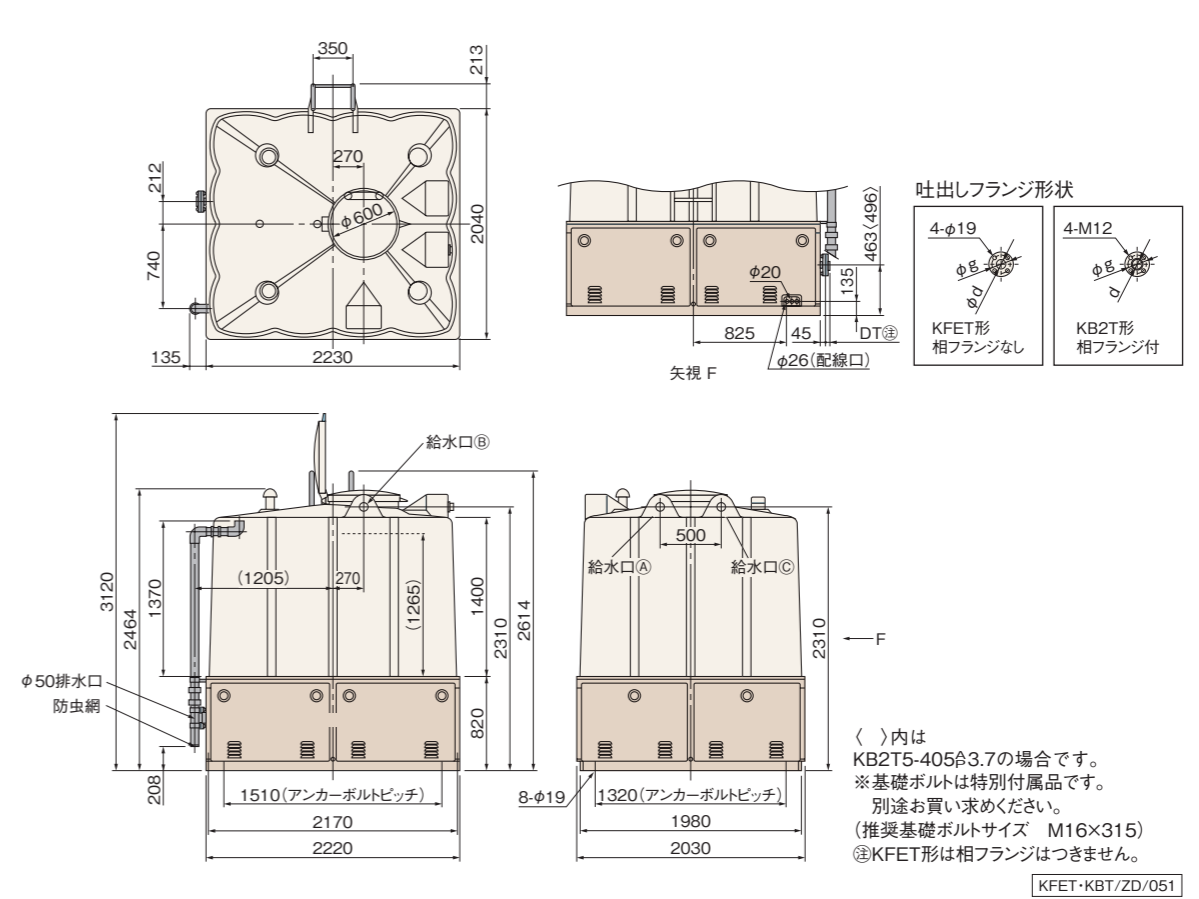 350
213
212
270
φ600
740
2040
135
2230
463〈496〉
135
φ20
825
45
DT㊟
φ26(配線口)
矢視 F
吐出しフランジ形状
4-φ19
φg
φd
KFET形
相フランジなし
4-M12
φg
d
KB2T形
相フランジ付
給水口Ⓑ
3120
2464
1370
(1205)
270
(1265)
1400
2310
2614
φ50排水口
防虫網
820
208
1510(アンカーボルトピッチ)
2170
2220
500
給水口Ⓐ
給水口Ⓒ
2310
F
8-φ19
1320(アンカーボルトピッチ)
1980
2030
〈 〉内は
KB2T5-405 3.7の場合です。
※基礎ボルトは特別付属品です。
別途お買い求めください。
(推奨基礎ボルトサイズ M16×315)
㊟KFET形は相フランジはつきません。
KFET・KBT/ZD/051